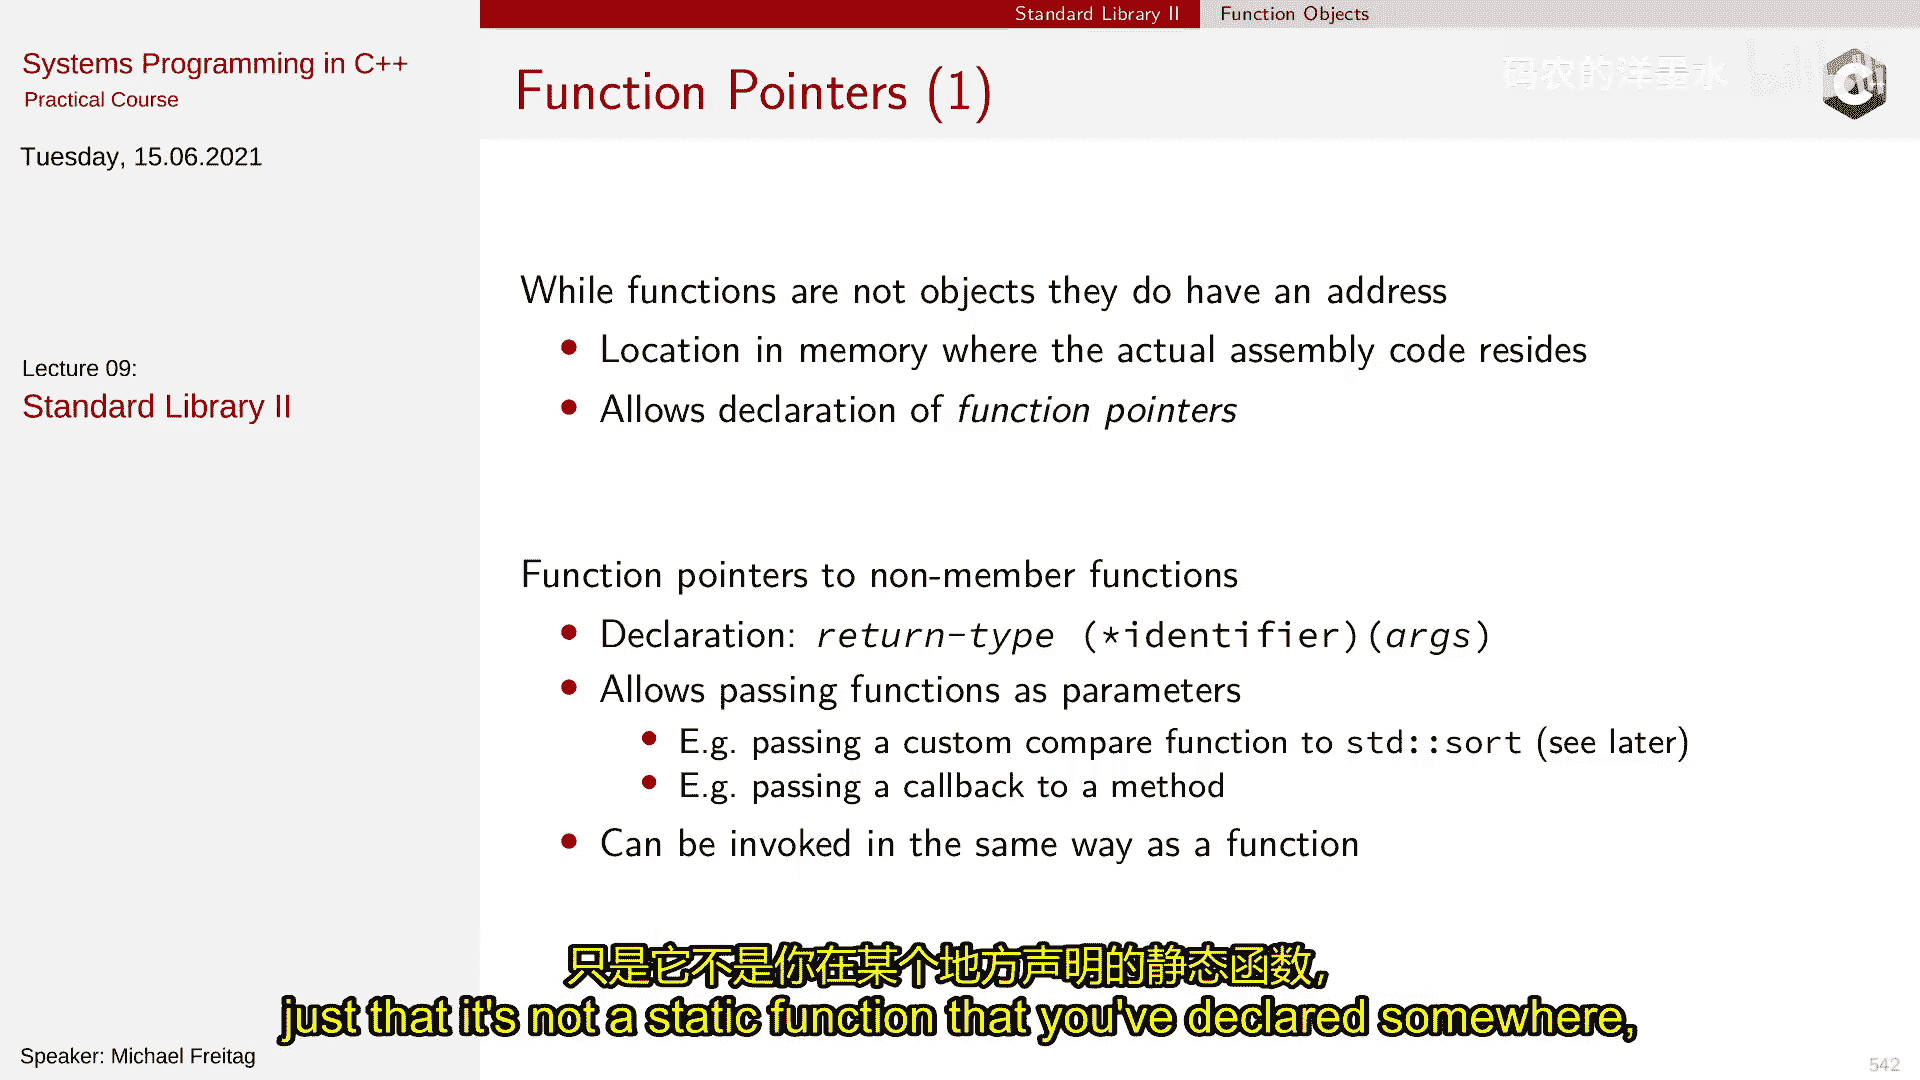 Standard Library II
Function Objects
Systems Programming in C++
Practical Course
Tuesday, 15.06.2021
Lecture 09:
Standard Library II
Speaker: Michael Freitag
Function Pointers (1)
码农的洋墨水
While functions are not objects they do have an address
• Location in memory where the actual assembly code resides
• Allows declaration of function pointers
Function pointers to non-member functions
• Declaration: return-type (*identifier)(args)
• Allows passing functions as parameters
• E.g. passing a custom compare function to std::sort (see later)
• E.g. passing a callback to a method
• Can be invoked in the same way as a function
只是它不是你在某个地方声明的静态函数,
just that it's not a static function that you've declared somewhere,
542